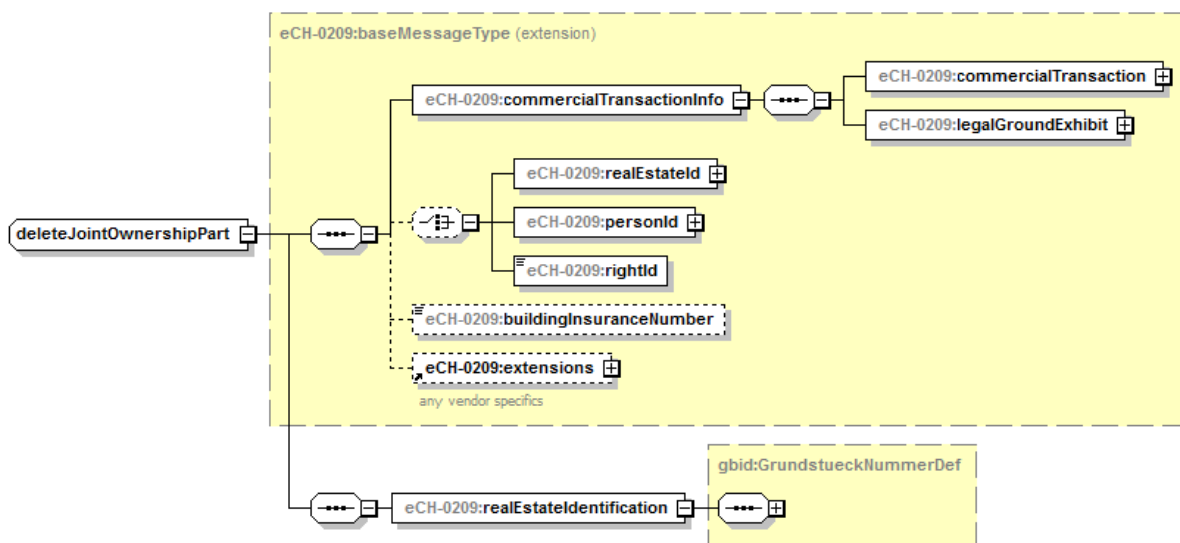 eCH-0209:baseMessageType (extension)
eCH-0209:commercialTransactionInfo
eCH-0209:commercialTransaction
eCH-0209:legalGroundExhibit
eCH-0209:realEstateId
eCH-0209:personId
deleteJointOwnershipPart
eCH-0209:rightId
eCH-0209:buildingInsuranceNumber
eCH-0209:extensions
any vendor specifics
gbid:GrundstueckNummerDef
eCH-0209:realEstateIdentification